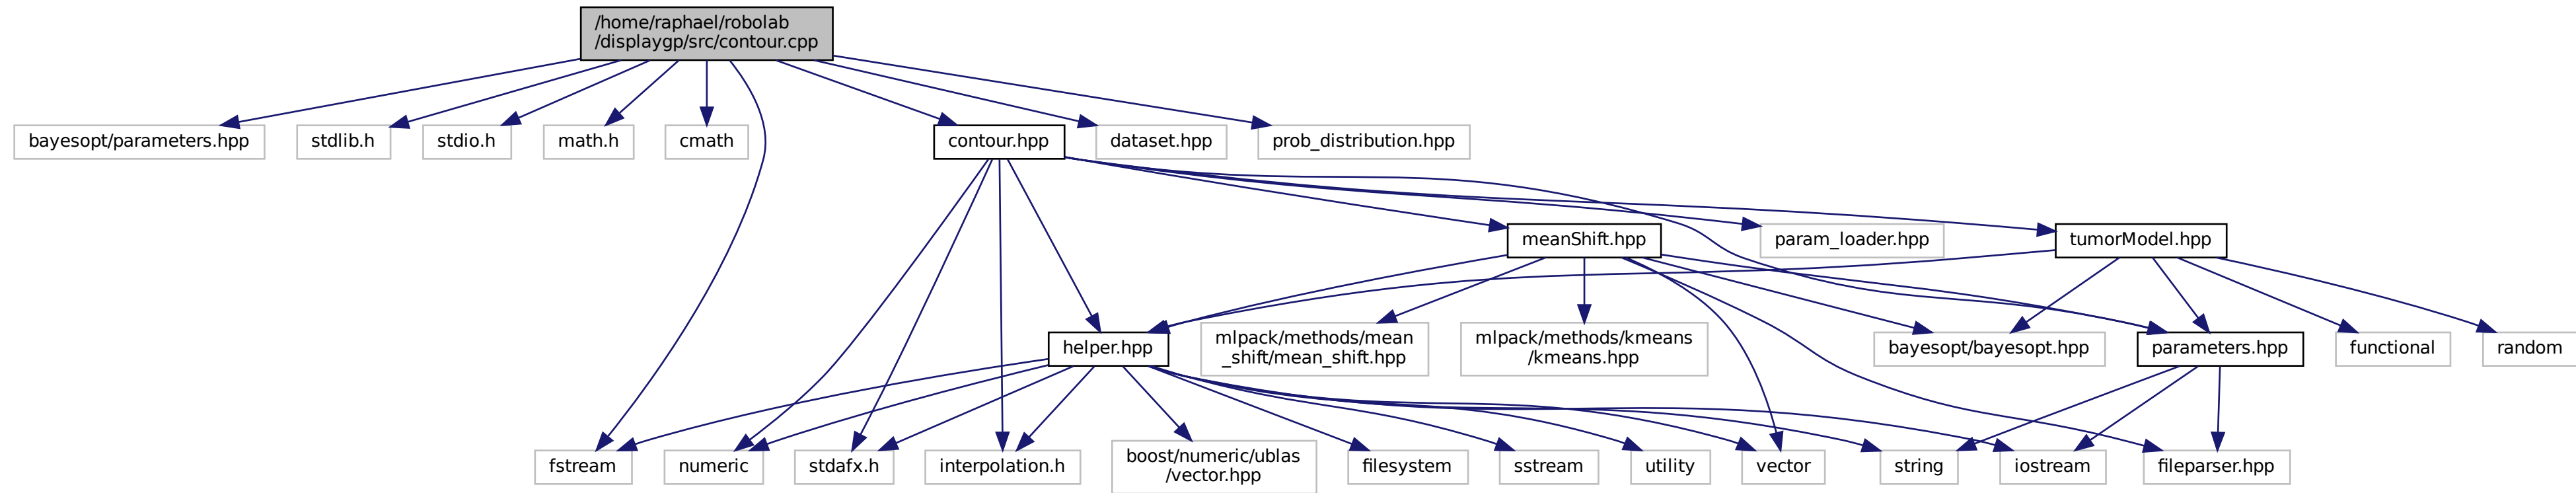 /home/raphael/robolab
/displaygp/src/contour.cpp
bayesopt/parameters.hpp
stdlib.h
stdio.h
math.h
cmath
contour.hpp
dataset.hpp
prob_distribution.hpp
meanShift.hpp
param_loader.hpp
tumorModel.hpp
helper.hpp
mlpack/methods/mean
_shift/mean_shift.hpp
mlpack/methods/kmeans
/kmeans.hpp
bayesopt/bayesopt.hpp
parameters.hpp
functional
random
fstream
numeric
stdafx.h
interpolation.h
boost/numeric/ublas
/vector.hpp
filesystem
sstream
utility
vector
string
iostream
fileparser.hpp